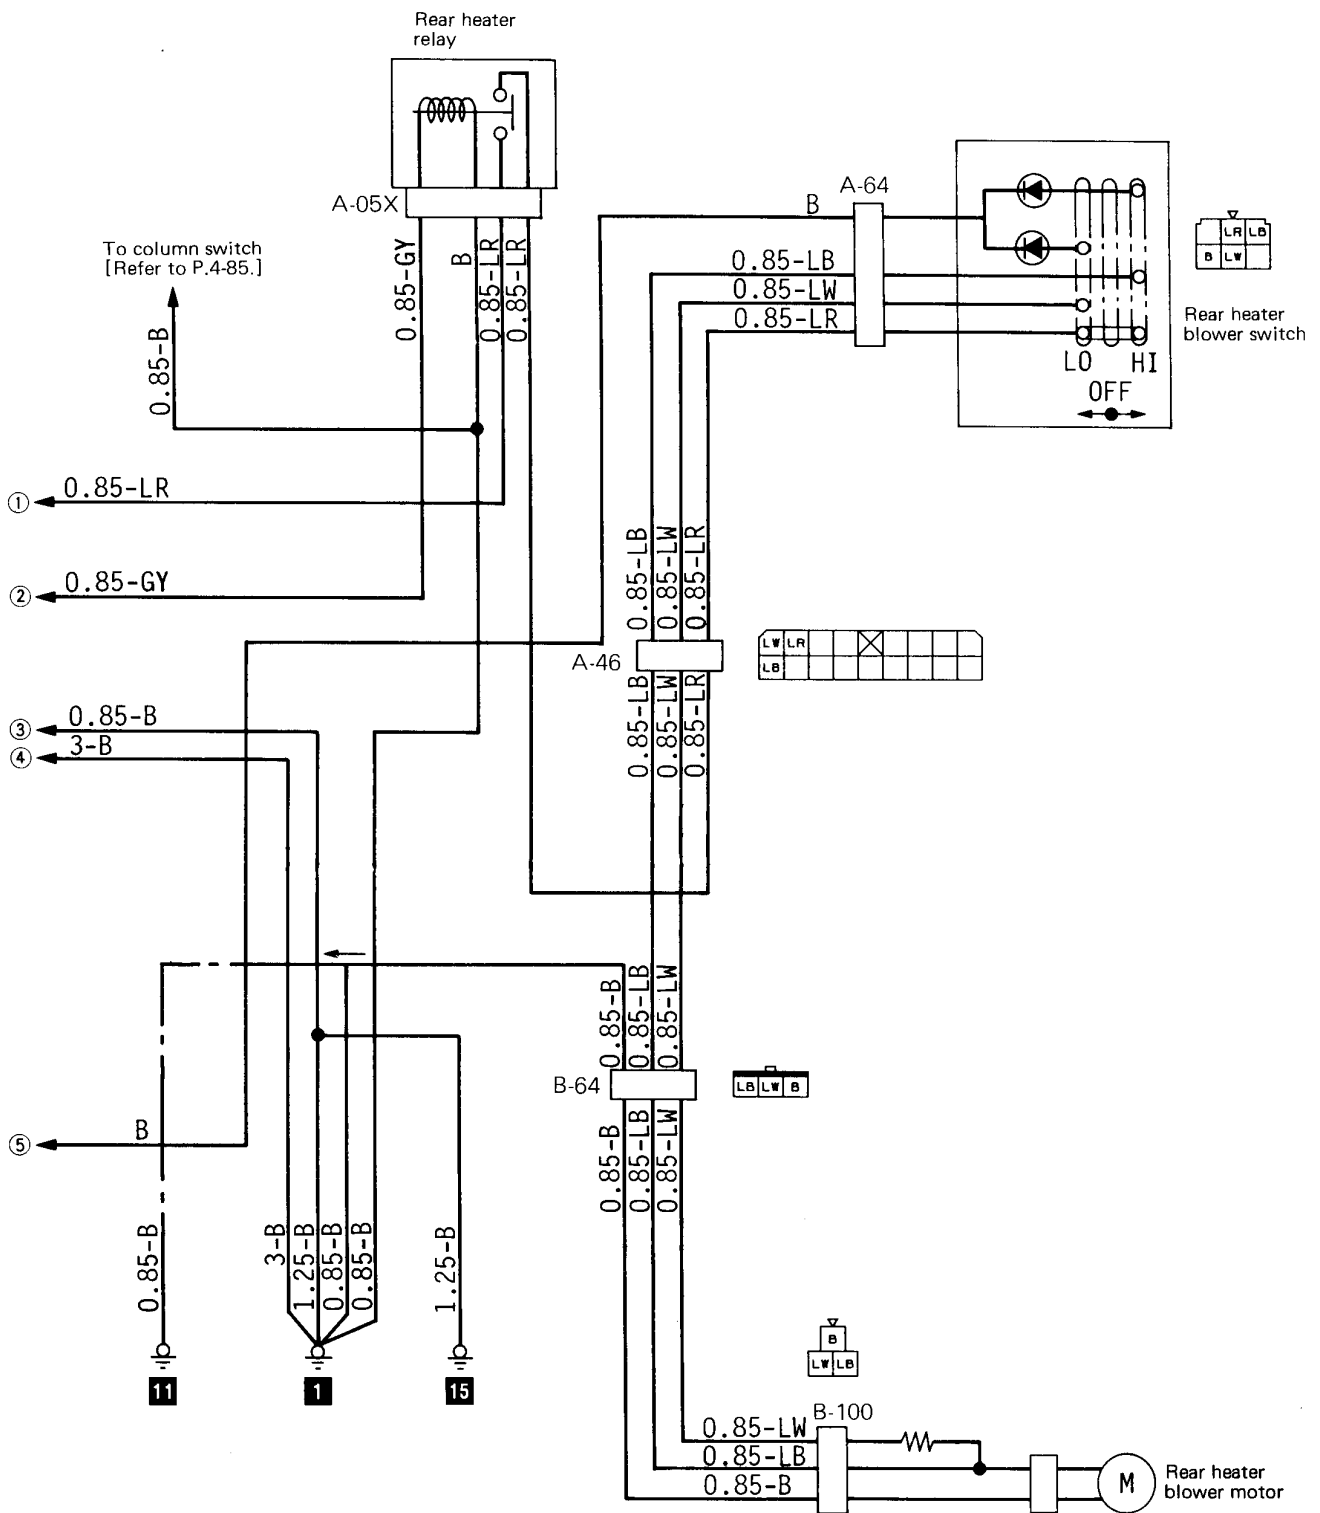 Rear heater
relay
A-05X
A-64
B
To column switch
[Refer to P.4-85.]
0.85-GY
B
0.85-LR
0.85-LR
0.85-LB
0.85-LW
0.85-LR
LR LB
B LW
Rear heater
blower switch
LO HI
OFF
0.85-B
1 0.85-LR
2 0.85-GY
0.85-LB
0.85-LW
0.85-LR
A-46
LW LR
LB
0.85-LB
0.85-LW
0.85-LR
3 0.85-B
4 3-B
0.85-B
0.85-LB
0.85-LW
B-64
LB LW B
5 B
0.85-B
0.85-LB
0.85-LW
0.85-B
3-B
1.25-B
0.85-B
0.85-B
1.25-B
11
1
15
B
LW LB
B-100
0.85-LW
0.85-LB
0.85-B
M
Rear heater
blower motor